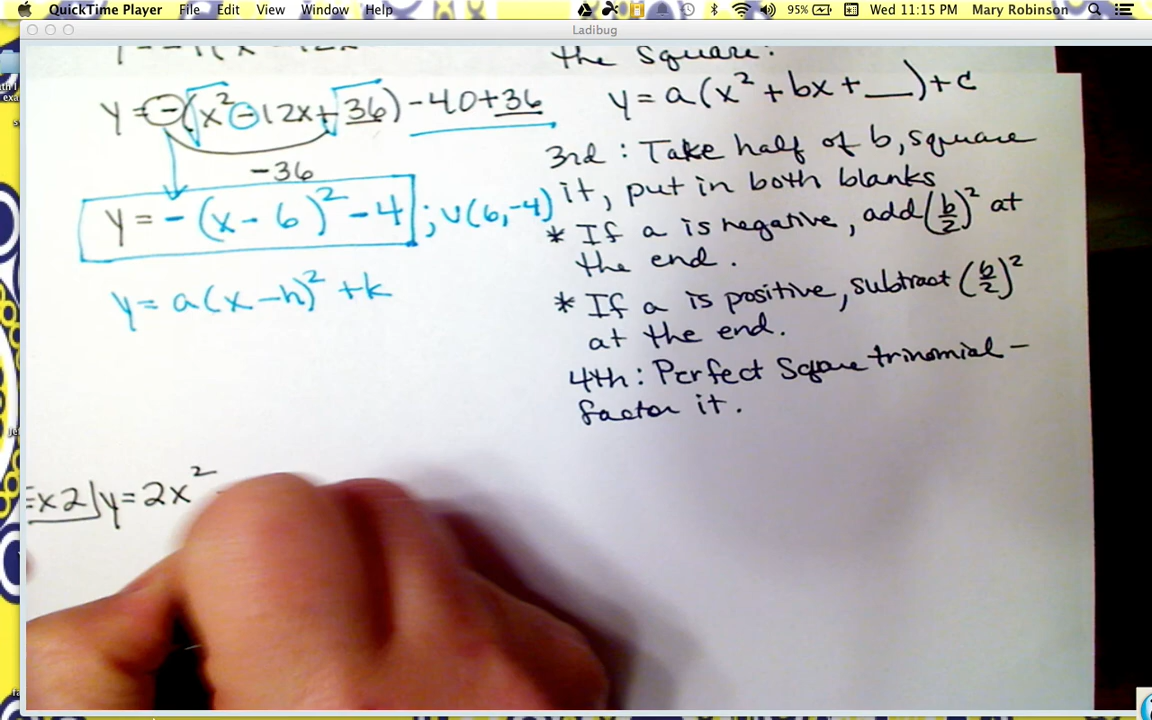 QuickTime Player File Edit View Window Help 95% Wed 11:15 PM Mary Robinson
Ladibug
the square:
y = -(x² - 12x + 36) - 40 + 36
-36
y = -(x - 6)² - 4 ; V(6, -4)
y = a(x - h)² + k
y = a(x² + bx + __) + c
3rd : Take half of b, square
it, put in both blanks
* If a is negative, add (b/2)² at
the end.
* If a is positive, subtract (b/2)²
at the end.
4th : Perfect Square trinomial -
factor it.
Ex 2 y = 2x²